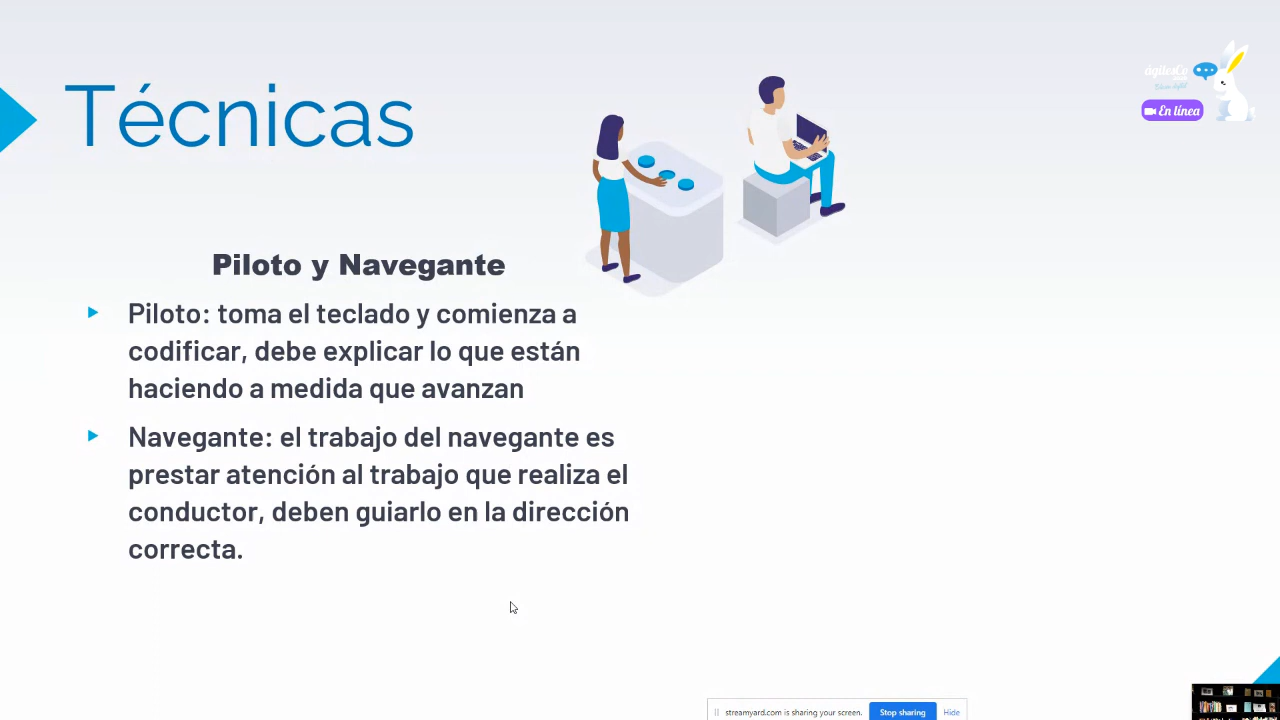 Técnicas
ágilesCo
En línea
Piloto y Navegante
Piloto: toma el teclado y comienza a
codificar, debe explicar lo que están
haciendo a medida que avanzan
Navegante: el trabajo del navegante es
prestar atención al trabajo que realiza el
conductor, deben guiarlo en la dirección
correcta.
streamyard.com is sharing your screen.
Stop sharing
Hide